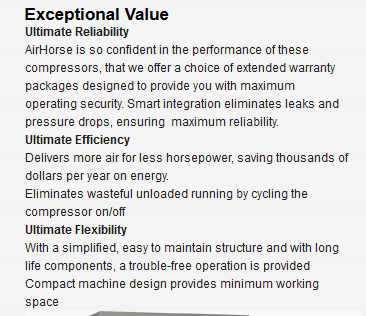 Exceptional Value
Ultimate Reliability
AirHorse is so confident in the performance of these
compressors, that we offer a choice of extended warranty
packages designed to provide you with maximum
operating security. Smart integration eliminates leaks and
pressure drops, ensuring  maximum reliability.
Ultimate Efficiency
Delivers more air for less horsepower, saving thousands of
dollars per year on energy.
Eliminates wasteful unloaded running by cycling the
compressor on/off
Ultimate Flexibility
With a simplified, easy to maintain structure and with long
life components, a trouble-free operation is provided
Compact machine design provides minimum working
space